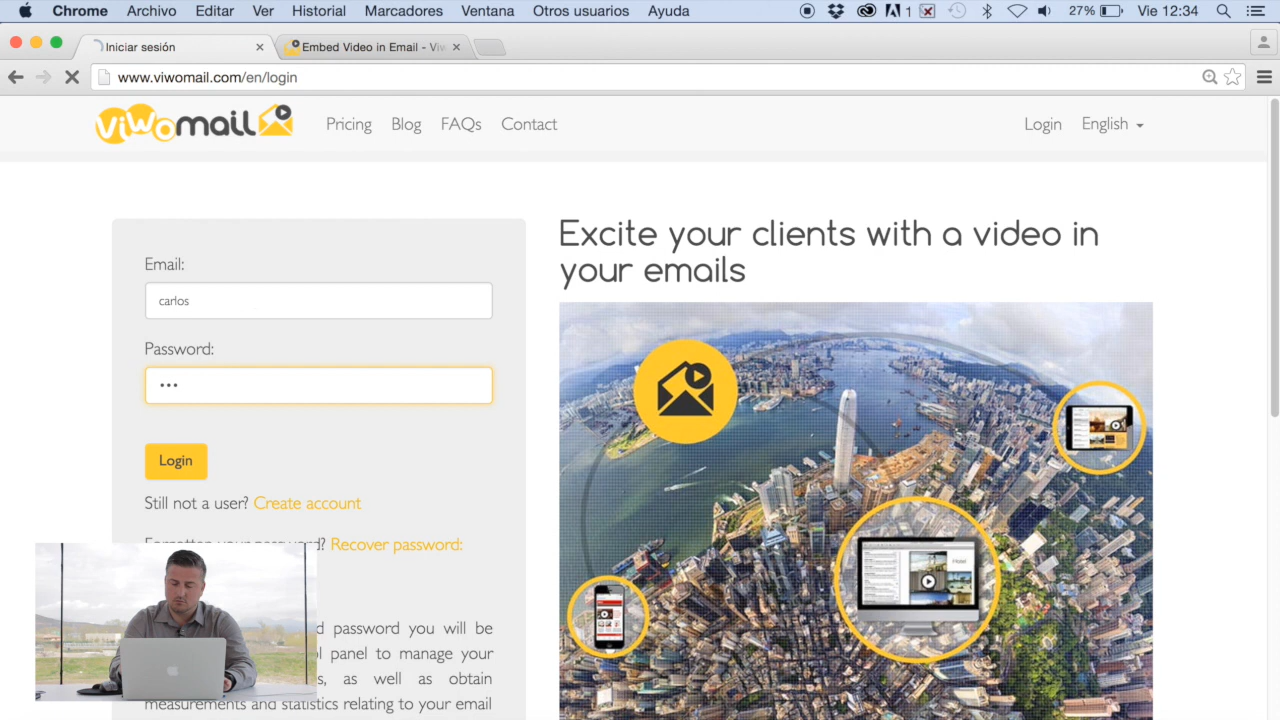 Chrome Archivo Editar Ver Historial Marcadores Ventana Otros usuarios Ayuda 1 27% Vie 12:34
Iniciar sesión Embed Video in Email - Viw
www.viwomail.com/en/login
viwomail Pricing Blog FAQs Contact Login English
Excite your clients with a video in
your emails
Email:
carlos
Password:
•••
Login
Still not a user? Create account
Recover password:
password you will be
panel to manage your
as well as obtain
measurements and statistics relating to your email